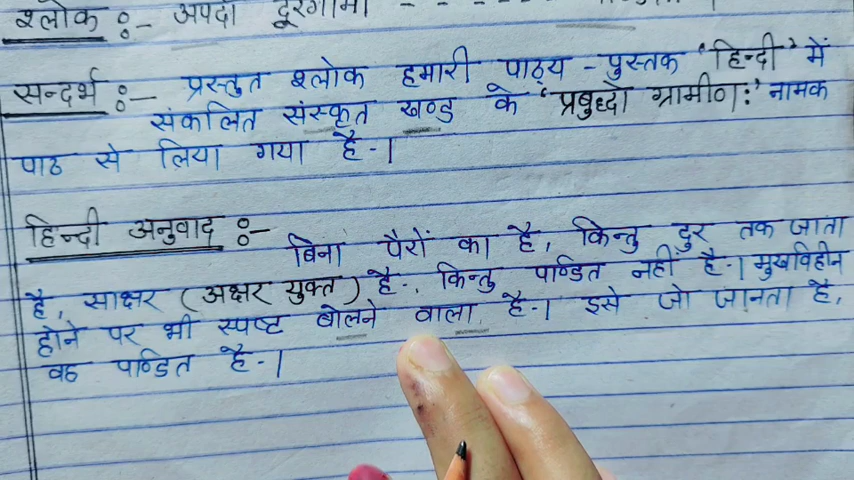 श्लोक :- अपदो दूरगामी - - - - - - -
सन्दर्भ :- प्रस्तुत श्लोक हमारी पाठ्य - पुस्तक 'हिन्दी' में
संकलित संस्कृत खण्ड के 'प्रबुध्दो ग्रामीण:' नामक
पाठ से लिया गया है-।
हिन्दी अनुवाद :-
बिना पैरों का है, किन्तु दुर तक जाता
है, साक्षर (अक्षर युक्त) है-, किन्तु पण्डित नहीं है-। मुखविहीन
होने पर भी स्पष्ट बोलने वाला है-। इसे जो जानता है,
वह पण्डित है-।